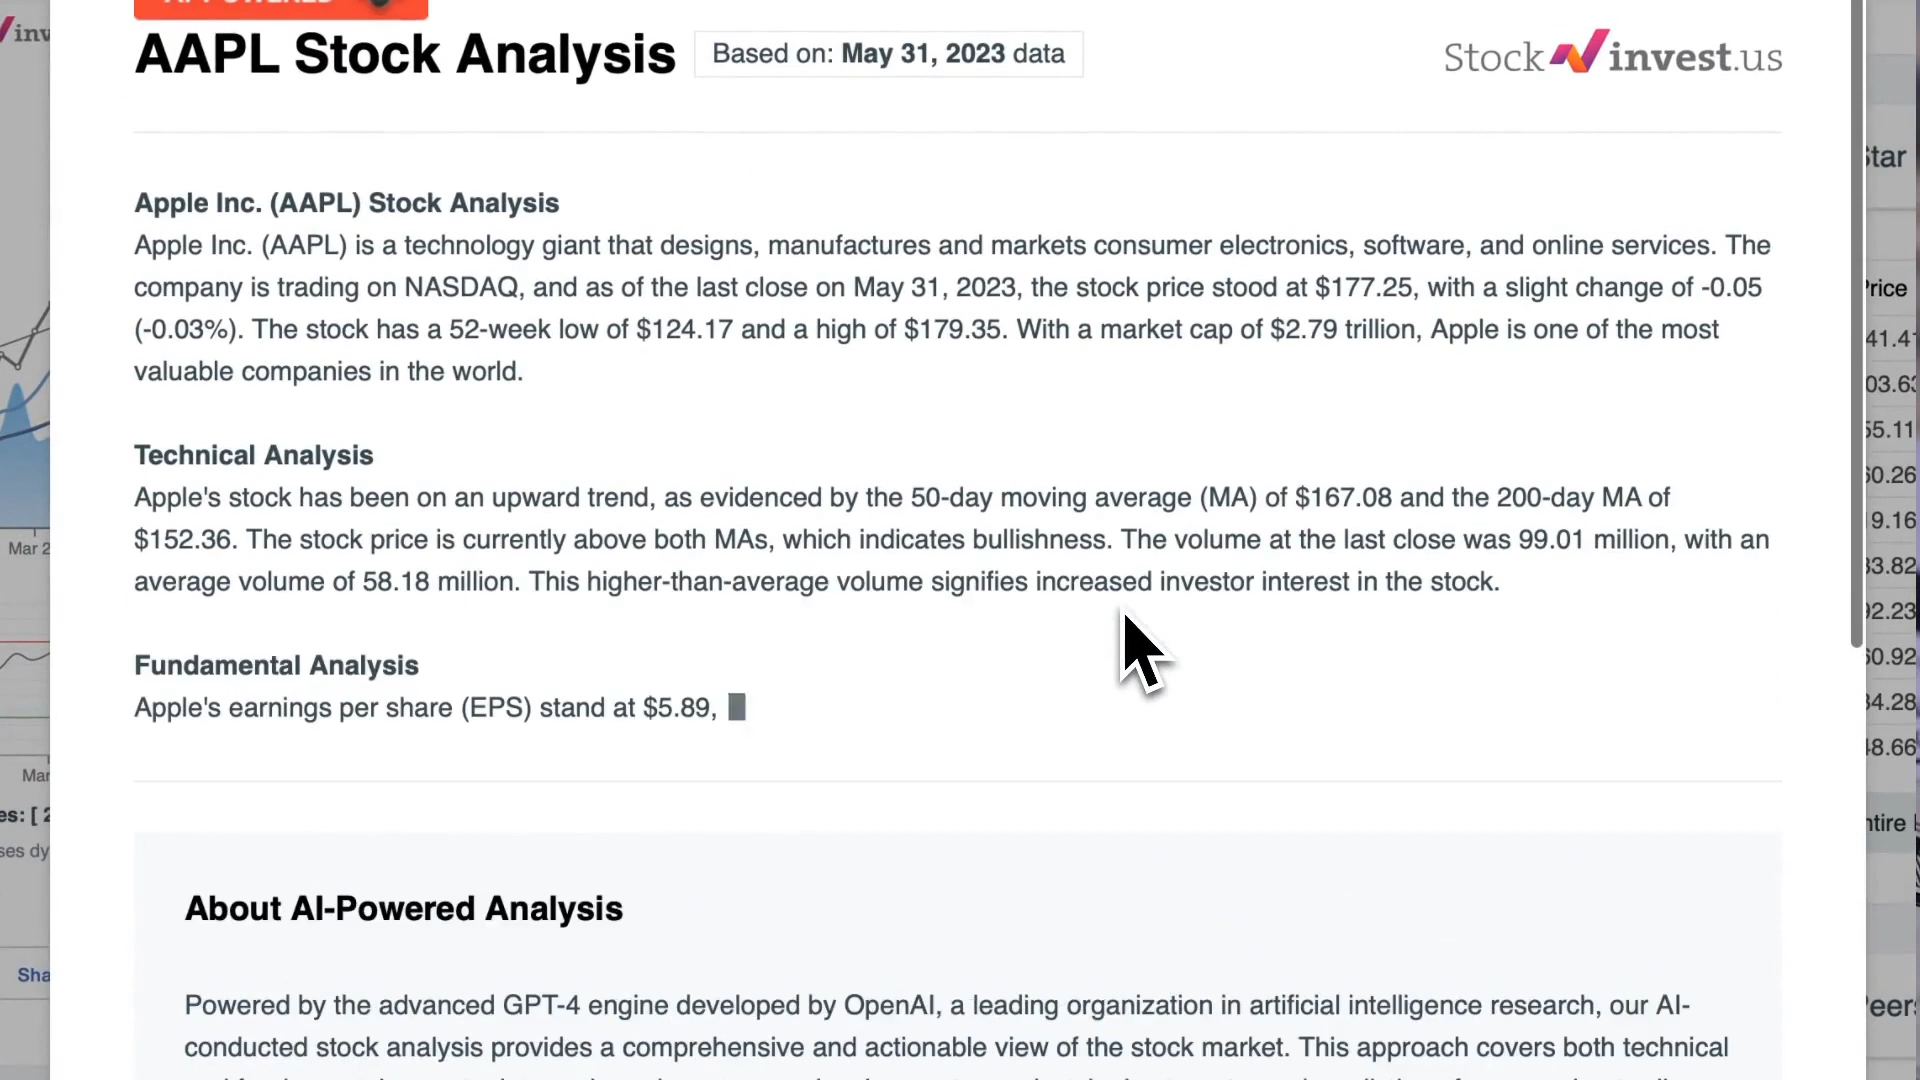 AAPL Stock Analysis
Based on: May 31, 2023 data
Stockinvest.us
Apple Inc. (AAPL) Stock Analysis
Apple Inc. (AAPL) is a technology giant that designs, manufactures and markets consumer electronics, software, and online services. The
company is trading on NASDAQ, and as of the last close on May 31, 2023, the stock price stood at $177.25, with a slight change of -0.05
(-0.03%). The stock has a 52-week low of $124.17 and a high of $179.35. With a market cap of $2.79 trillion, Apple is one of the most
valuable companies in the world.
Technical Analysis
Apple's stock has been on an upward trend, as evidenced by the 50-day moving average (MA) of $167.08 and the 200-day MA of
$152.36. The stock price is currently above both MAs, which indicates bullishness. The volume at the last close was 99.01 million, with an
average volume of 58.18 million. This higher-than-average volume signifies increased investor interest in the stock.
Fundamental Analysis
Apple's earnings per share (EPS) stand at $5.89,
About AI-Powered Analysis
Powered by the advanced GPT-4 engine developed by OpenAI, a leading organization in artificial intelligence research, our AI-
conducted stock analysis provides a comprehensive and actionable view of the stock market. This approach covers both technical